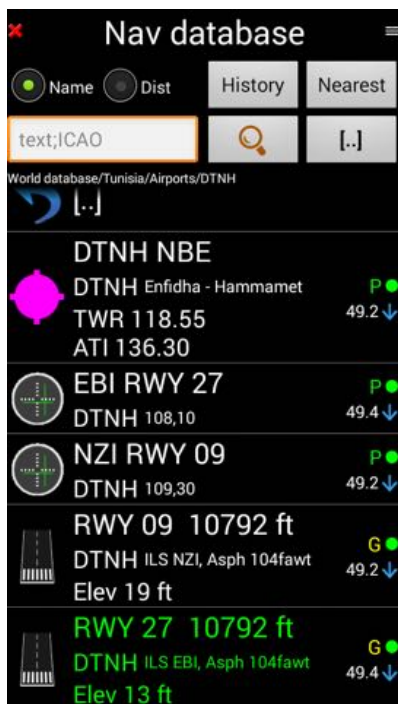 Nav database
Name Dist History Nearest
text;ICAO [..]
World database/Tunisia/Airports/DTNH
[..]
DTNH NBE
DTNH Enfidha - Hammamet P
TWR 118.55 49.2
ATI 136.30
EBI RWY 27 P
DTNH 108,10 49.4
NZI RWY 09 P
DTNH 109,30 49.2
RWY 09 10792 ft
DTNH ILS NZI, Asph 104fawt G
Elev 19 ft 49.2
RWY 27 10792 ft
DTNH ILS EBI, Asph 104fawt G
Elev 13 ft 49.4